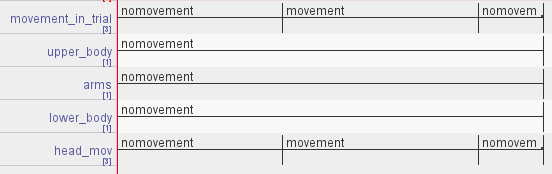 movement_in_trial nomovement movement nomovem
[3]
upper_body nomovement
[1]
arms nomovement
[1]
lower_body nomovement
[1]
head_mov nomovement movement nomovem
[3]